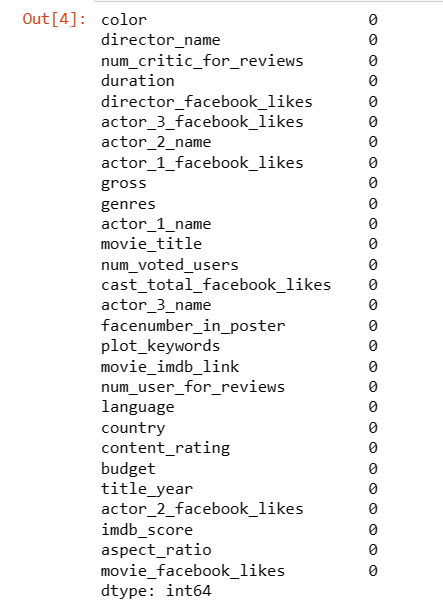 Out[4]: color 0
director_name 0
num_critic_for_reviews 0
duration 0
director_facebook_likes 0
actor_3_facebook_likes 0
actor_2_name 0
actor_1_facebook_likes 0
gross 0
genres 0
actor_1_name 0
movie_title 0
num_voted_users 0
cast_total_facebook_likes 0
actor_3_name 0
facenumber_in_poster 0
plot_keywords 0
movie_imdb_link 0
num_user_for_reviews 0
language 0
country 0
content_rating 0
budget 0
title_year 0
actor_2_facebook_likes 0
imdb_score 0
aspect_ratio 0
movie_facebook_likes 0
dtype: int64